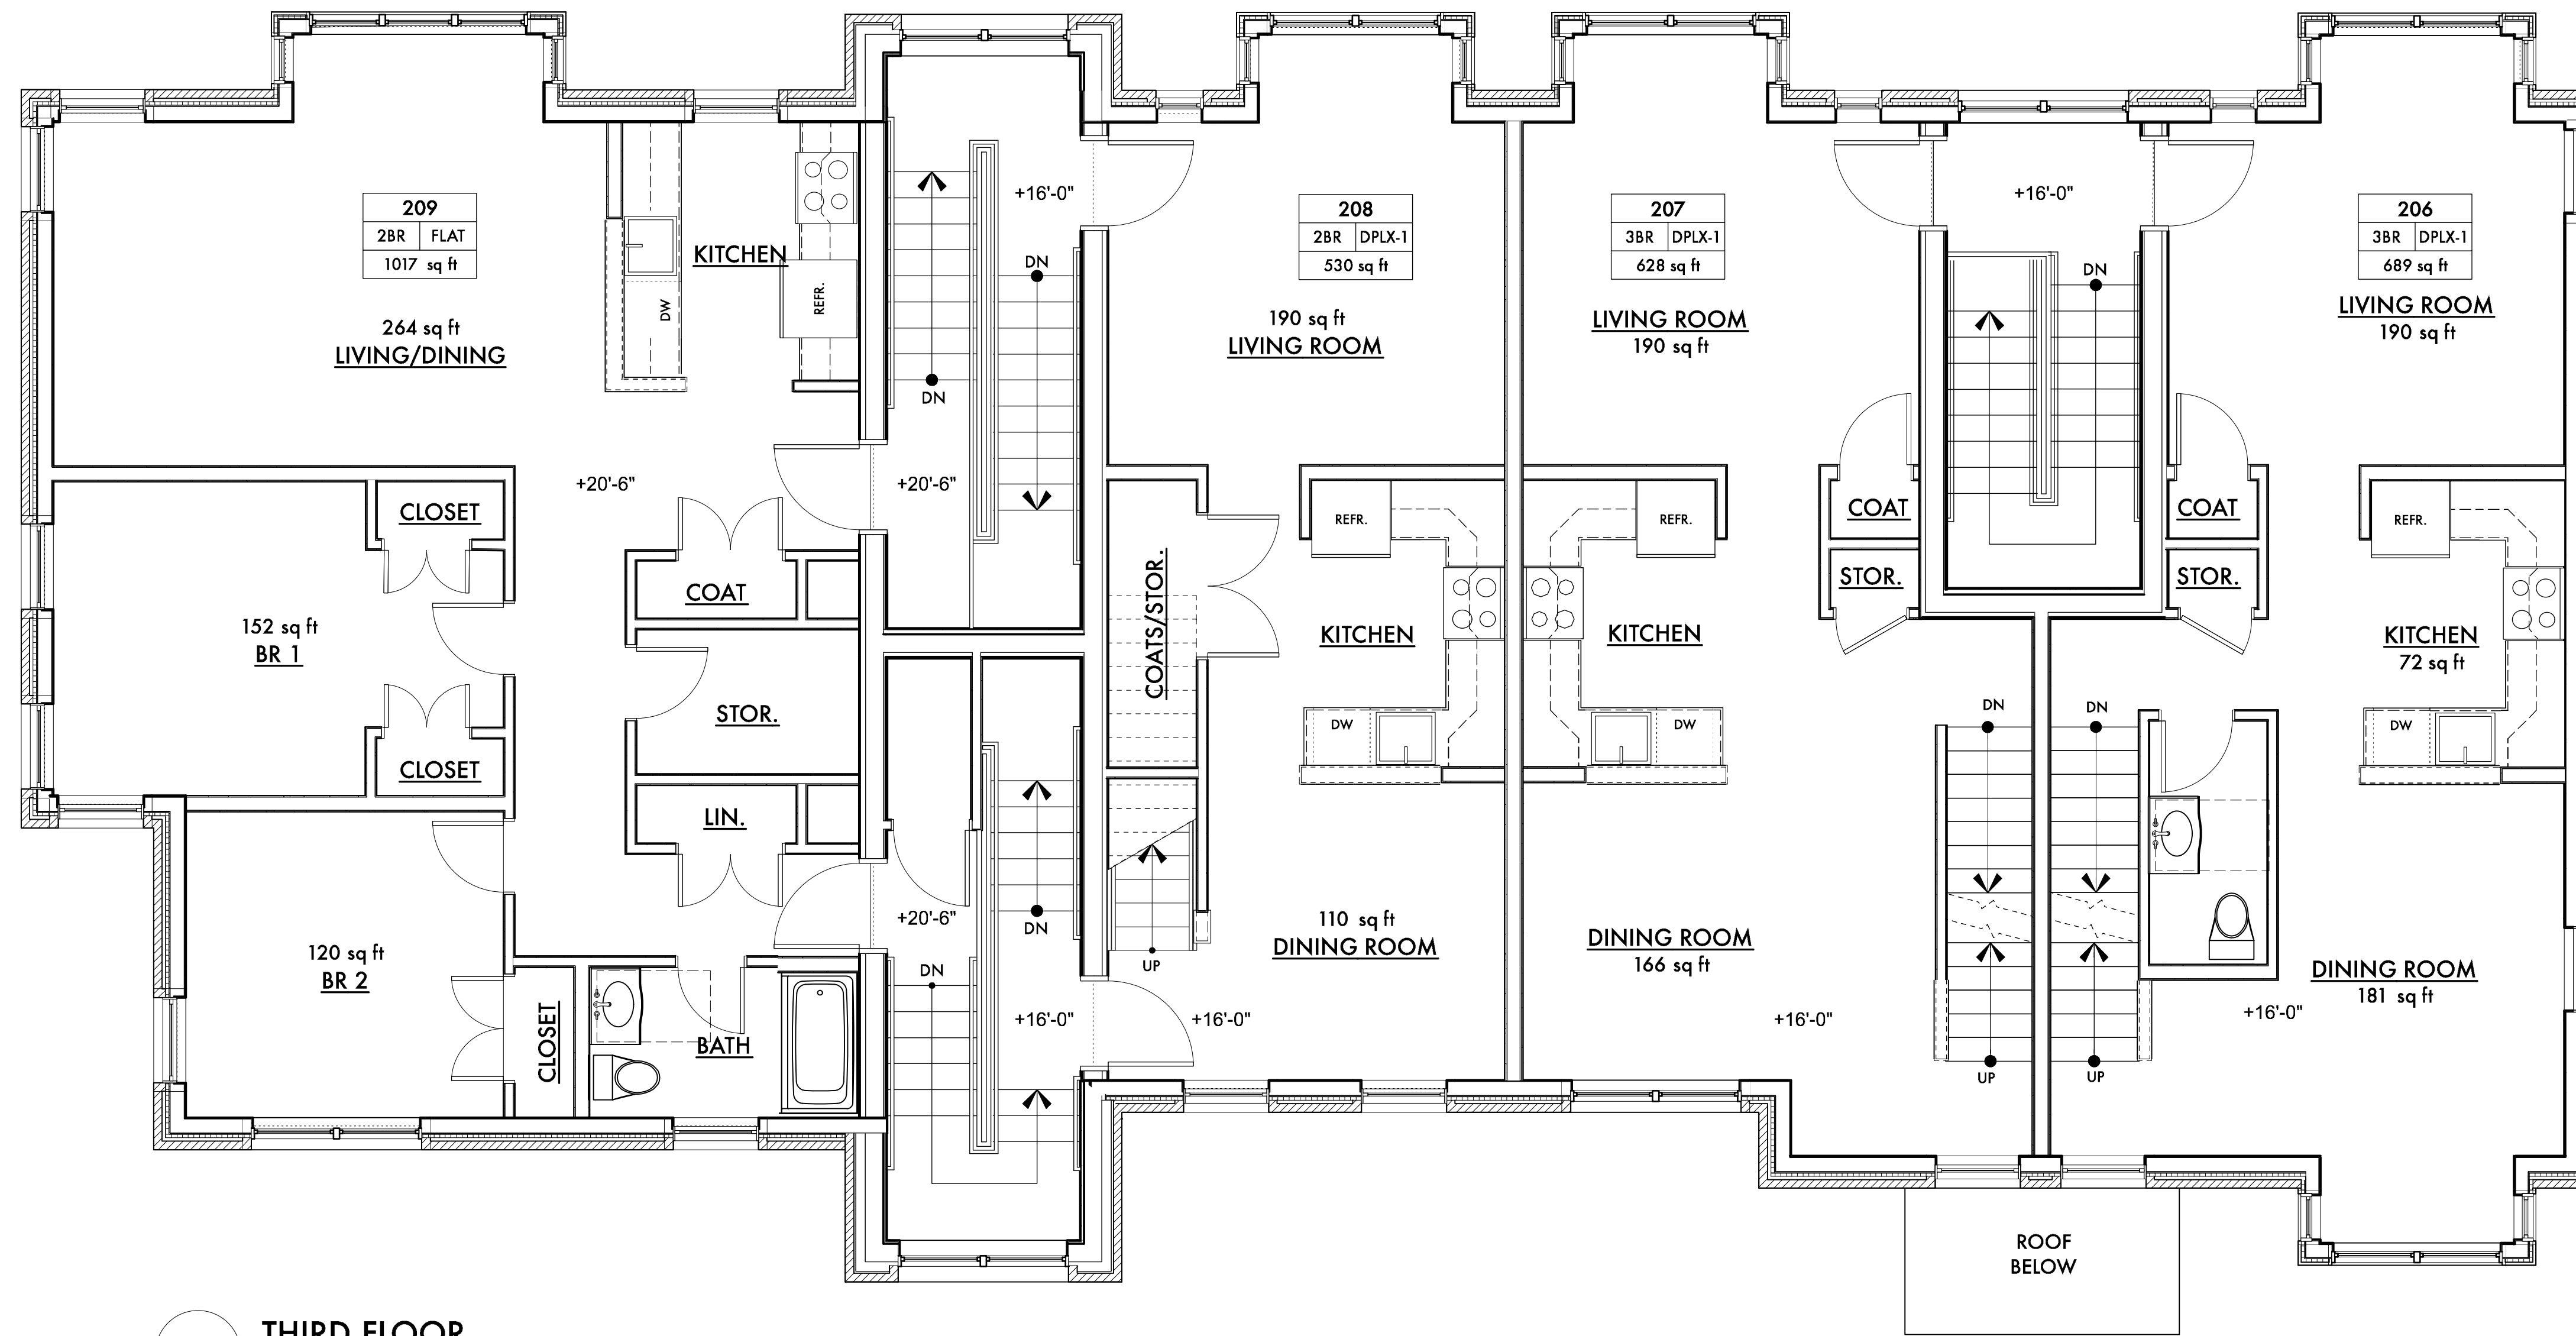 209
2BR FLAT
1017 sq ft
264 sq ft
LIVING/DINING
KITCHEN
DW
REFR.
+20'-6"
CLOSET
152 sq ft
BR 1
CLOSET
COAT
STOR.
LIN.
120 sq ft
BR 2
CLOSET
BATH
+16'-0"
DN
DN
+20'-6"
+20'-6"
DN
DN
+16'-0"
208
2BR DPLX-1
530 sq ft
190 sq ft
LIVING ROOM
COATS/STOR.
REFR.
KITCHEN
DW
UP
110 sq ft
DINING ROOM
+16'-0"
207
3BR DPLX-1
628 sq ft
LIVING ROOM
190 sq ft
REFR.
KITCHEN
DW
COAT
STOR.
DINING ROOM
166 sq ft
+16'-0"
DN
UP
+16'-0"
DN
206
3BR DPLX-1
689 sq ft
LIVING ROOM
190 sq ft
COAT
STOR.
REFR.
KITCHEN
72 sq ft
DW
DN
UP
DINING ROOM
181 sq ft
+16'-0"
ROOF
BELOW
THIRD FLOOR